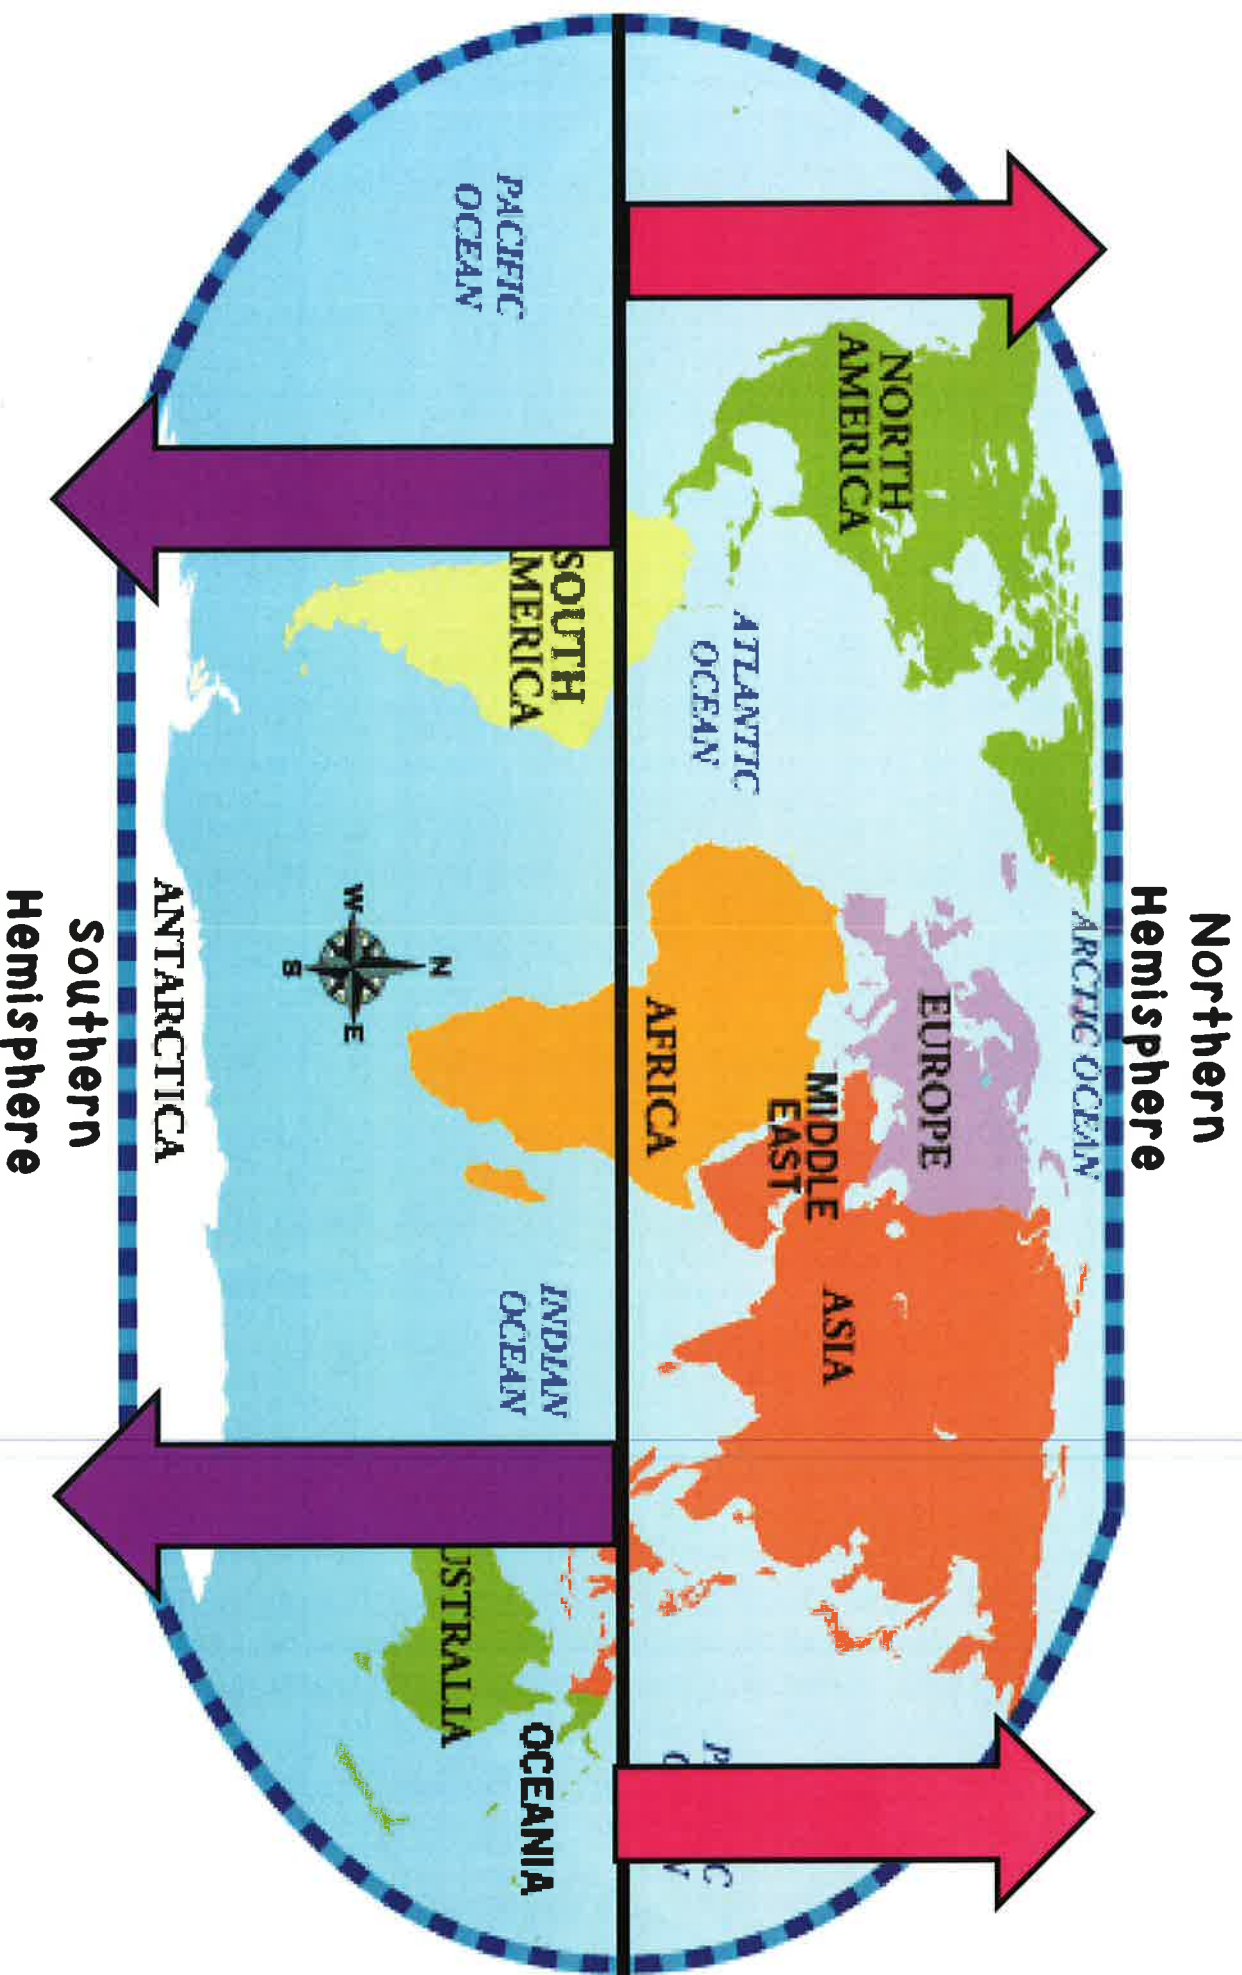 Northern
Hemisphere
ARCTIC OCEAN
NORTH
AMERICA
EUROPE
ASIA
MIDDLE
EAST
ATLANTIC
OCEAN
AFRICA
PACIFIC
OCEAN
SOUTH
MERICA
INDIAN
OCEAN
OCEANIA
USTRALIA
N
W
E
S
ANTARCTICA
Southern
Hemisphere